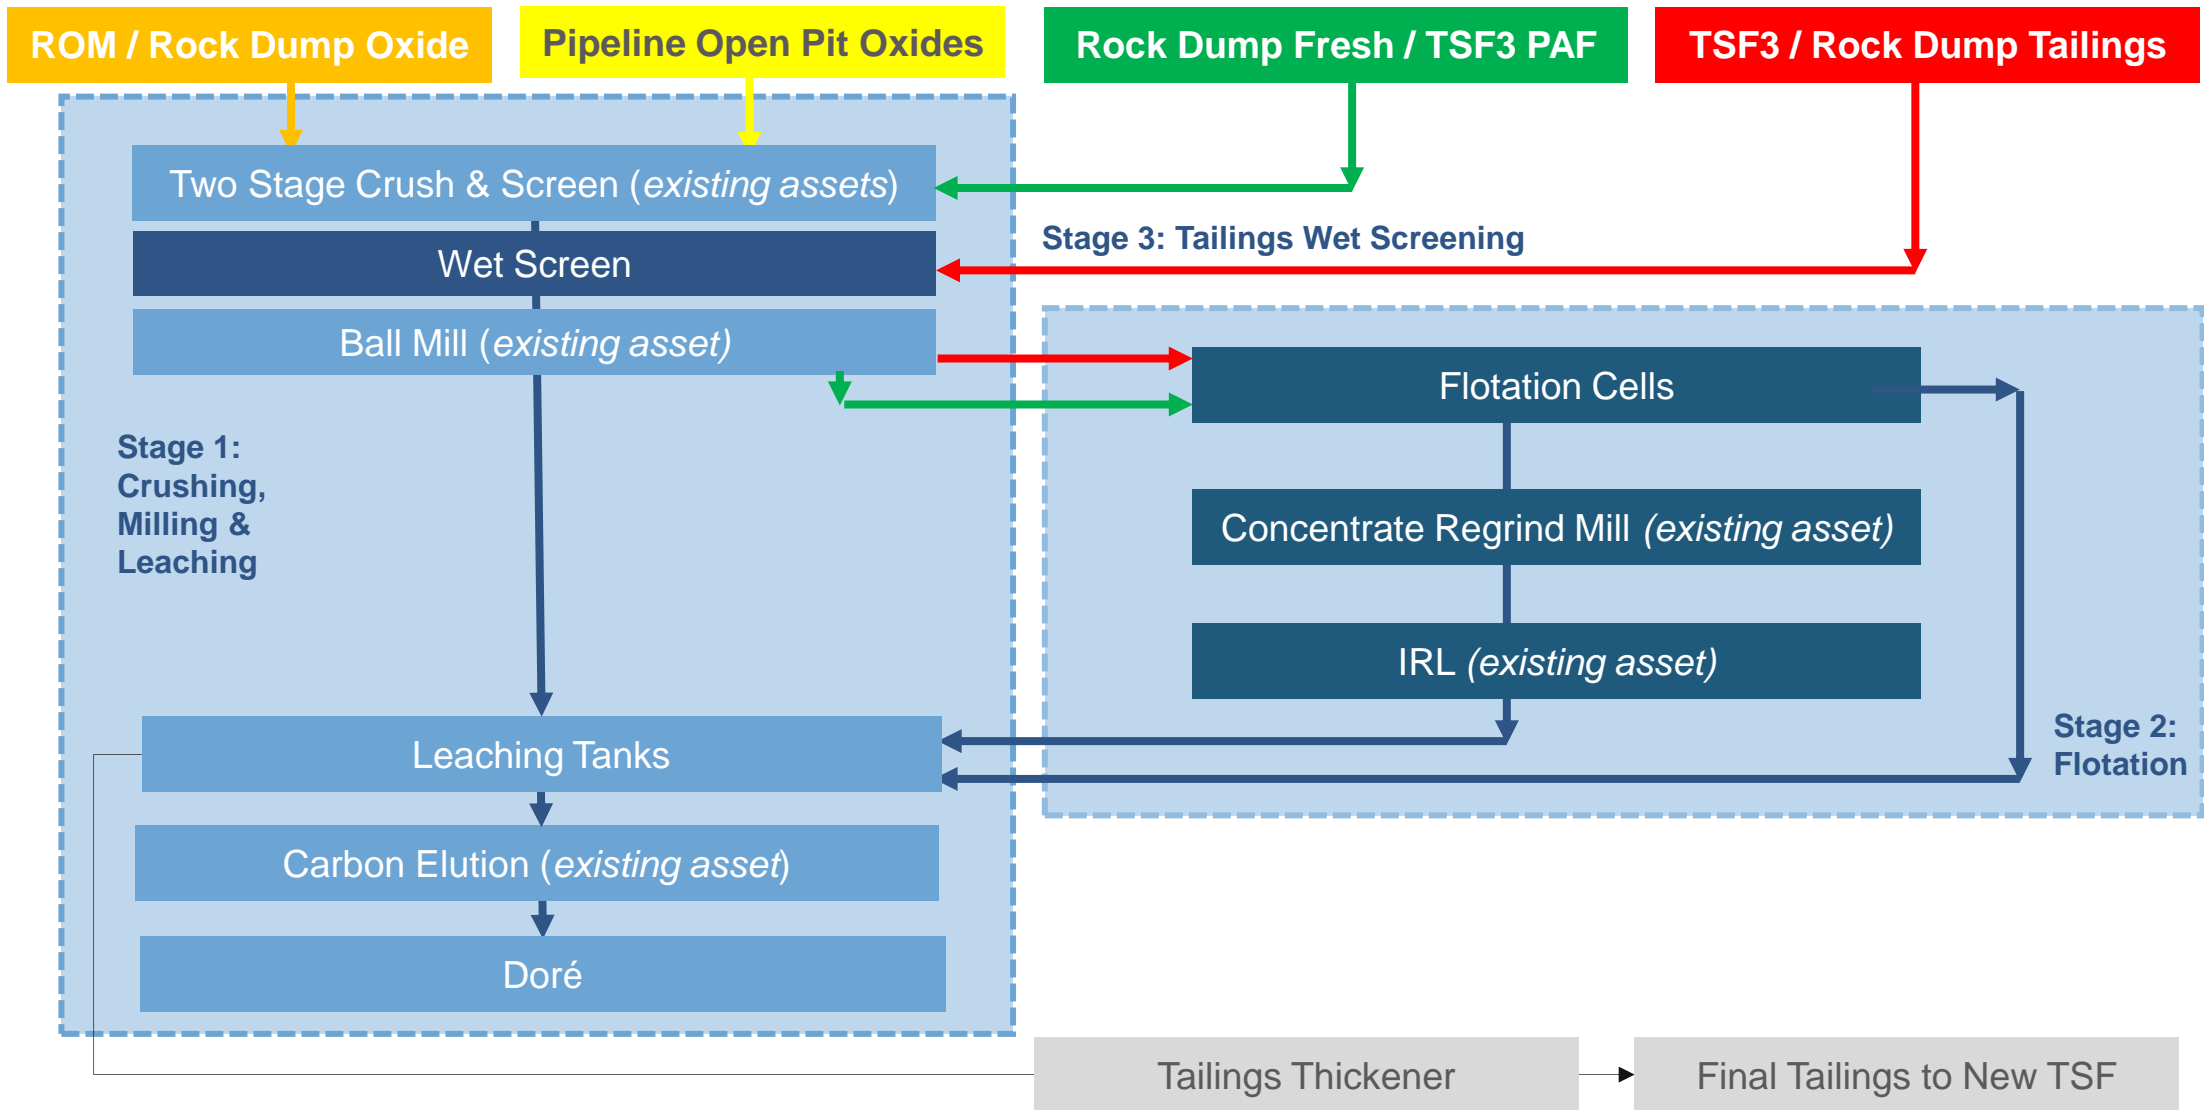 ROM / Rock Dump Oxide
Pipeline Open Pit Oxides
Rock Dump Fresh / TSF3 PAF
TSF3 / Rock Dump Tailings
Two Stage Crush & Screen (existing assets)
Stage 3: Tailings Wet Screening
Wet Screen
Ball Mill (existing asset)
Flotation Cells
Stage 1:
Crushing,
Milling &
Leaching
Concentrate Regrind Mill (existing asset)
IRL (existing asset)
Stage 2:
Flotation
Leaching Tanks
Carbon Elution (existing asset)
Doré
Tailings Thickener
Final Tailings to New TSF